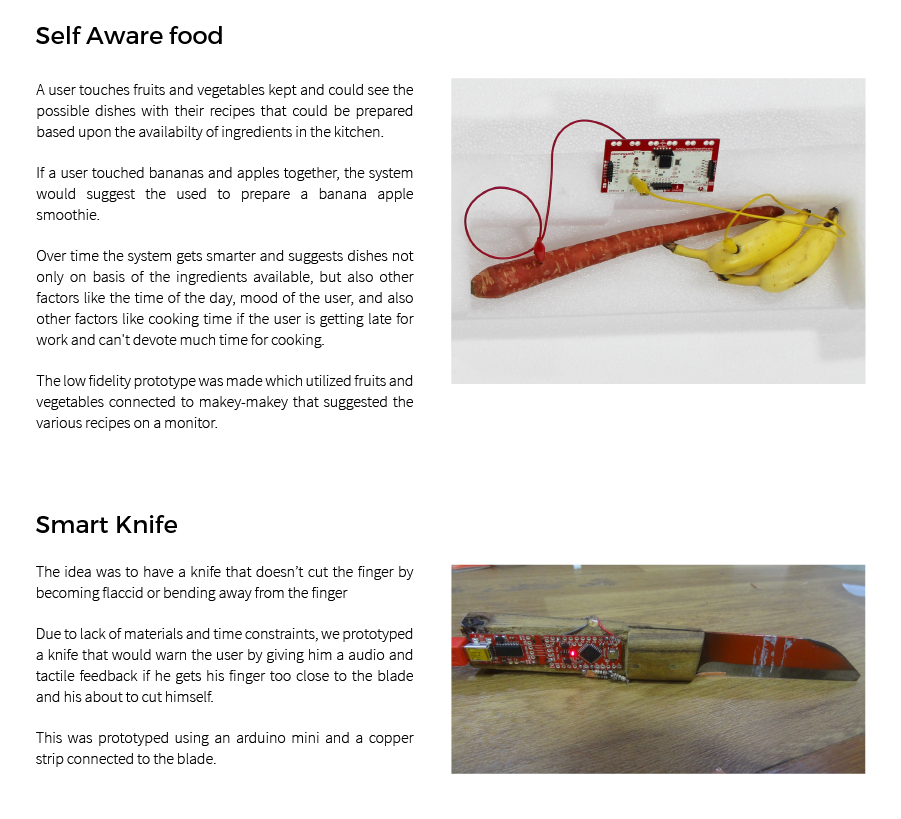 Self Aware food
A user touches fruits and vegetables kept and could see the
possible dishes with their recipes that could be prepared
based upon the availabilty of ingredients in the kitchen.
If a user touched bananas and apples together, the system
would suggest the used to prepare a banana apple
smoothie.
Over time the system gets smarter and suggests dishes not
only on basis of the ingredients available, but also other
factors like the time of the day, mood of the user, and also
other factors like cooking time if the user is getting late for
work and can't devote much time for cooking.
The low fidelity prototype was made which utilized fruits and
vegetables connected to makey-makey that suggested the
various recipes on a monitor.
Smart Knife
The idea was to have a knife that doesn’t cut the finger by
becoming flaccid or bending away from the finger
Due to lack of materials and time constraints, we prototyped
a knife that would warn the user by giving him a audio and
tactile feedback if he gets his finger too close to the blade
and his about to cut himself.
This was prototyped using an arduino mini and a copper
strip connected to the blade.